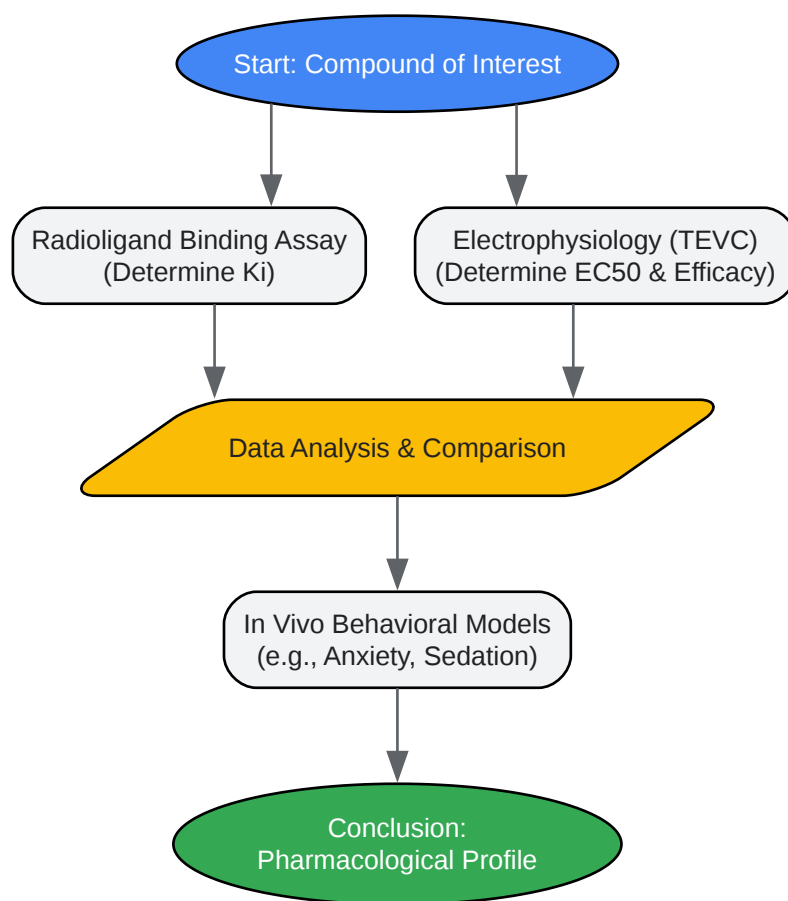 Start: Compound of Interest
Radioligand Binding Assay
(Determine Ki)
Electrophysiology (TEVC)
(Determine EC50 & Efficacy)
Data Analysis & Comparison
In Vivo Behavioral Models
(e.g., Anxiety, Sedation)
Conclusion:
Pharmacological Profile